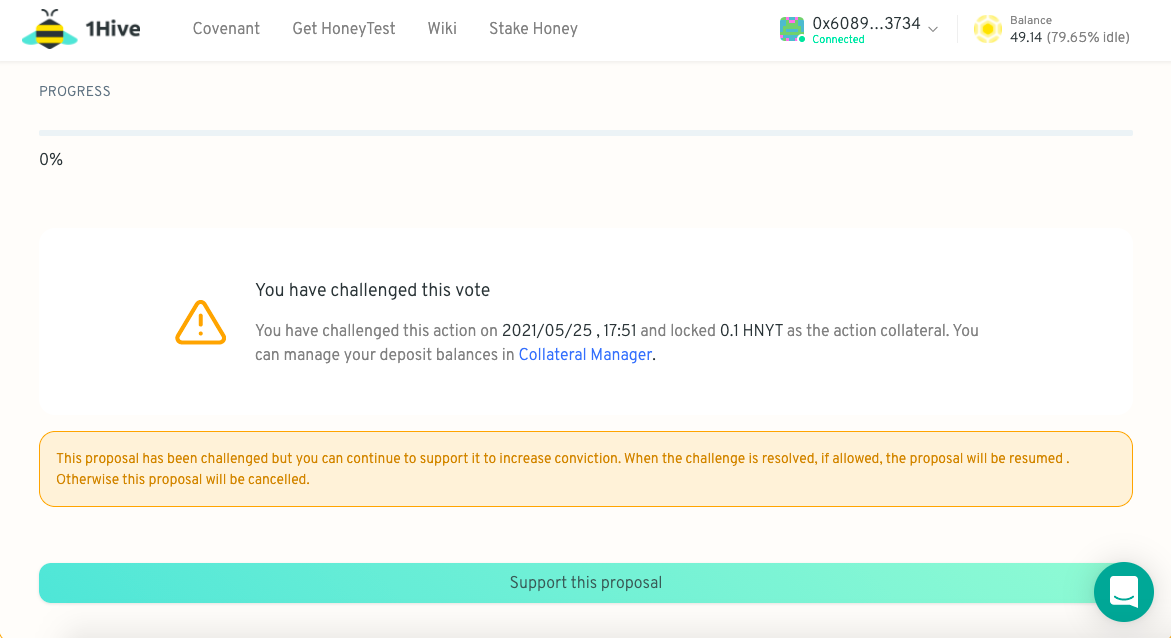 1Hive
Covenant
Get HoneyTest
Wiki
Stake Honey
0x6089...3734
Connected
Balance
49.14 (79.65% idle)
PROGRESS
0%
You have challenged this vote
You have challenged this action on 2021/05/25 , 17:51 and locked 0.1 HNYT as the action collateral. You
can manage your deposit balances in Collateral Manager.
This proposal has been challenged but you can continue to support it to increase conviction. When the challenge is resolved, if allowed, the proposal will be resumed .
Otherwise this proposal will be cancelled.
Support this proposal